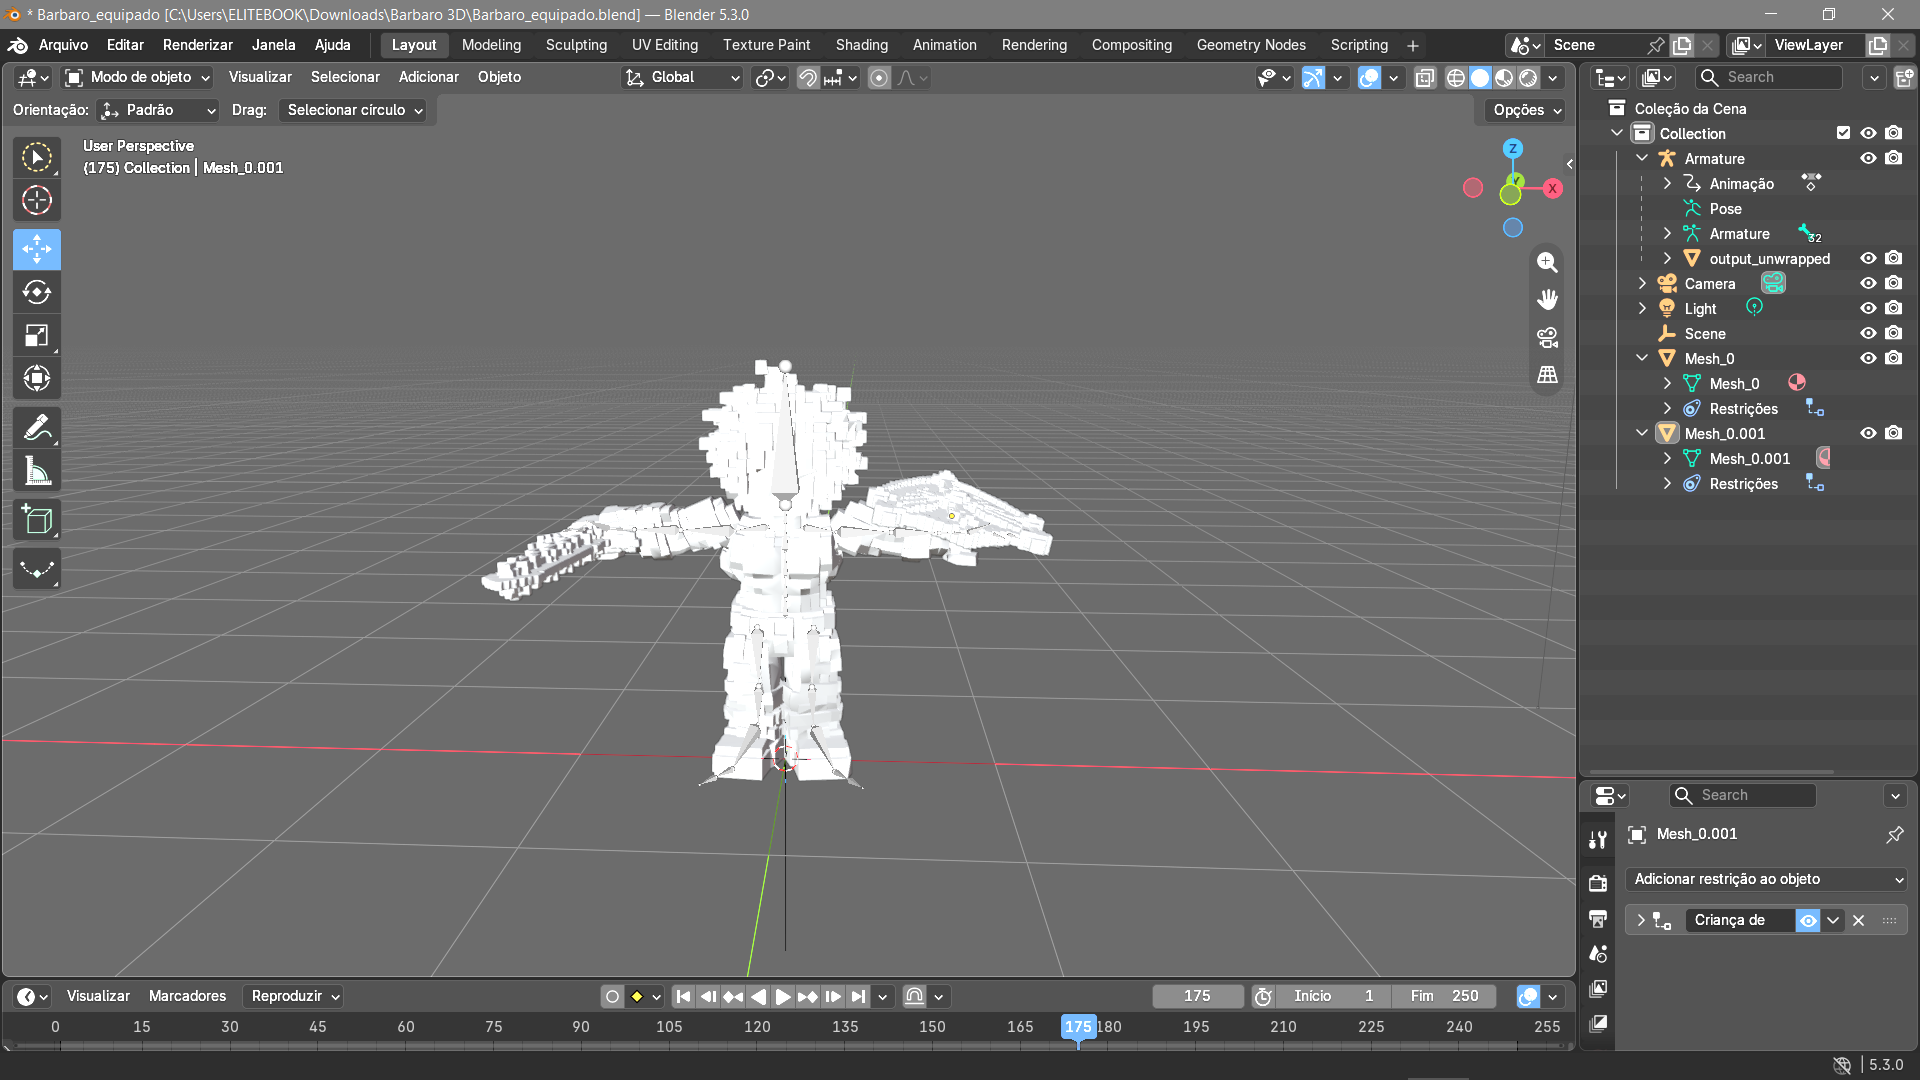 * Barbaro_equipado [C:\Users\ELITEBOOK\Downloads\Barbaro 3D\Barbaro_equipado.blend] — Blender 5.3.0
Arquivo Editar Renderizar Janela Ajuda Layout Modeling Sculpting UV Editing Texture Paint Shading Animation Rendering Compositing Geometry Nodes Scripting + Scene ViewLayer
Modo de objeto Visualizar Selecionar Adicionar Objeto Global Search
Orientação: Padrão Drag: Selecionar círculo Opções
User Perspective
(175) Collection | Mesh_0.001
Z
Y
X
Coleção da Cena
Collection
Armature
Animação
Pose
Armature 32
output_unwrapped
Camera
Light
Scene
Mesh_0
Mesh_0
Restrições
Mesh_0.001
Mesh_0.001
Restrições
Search
Mesh_0.001
Adicionar restrição ao objeto
Criança de
Visualizar Marcadores Reproduzir 175 Início 1 Fim 250
0 15 30 45 60 75 90 105 120 135 150 165 175 180 195 210 225 240 255
5.3.0